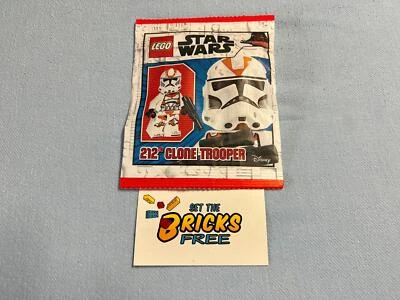 LEGO
STAR
WARS
212th CLONE TROOPER
Disney
SET THE
BRICKS
FREE